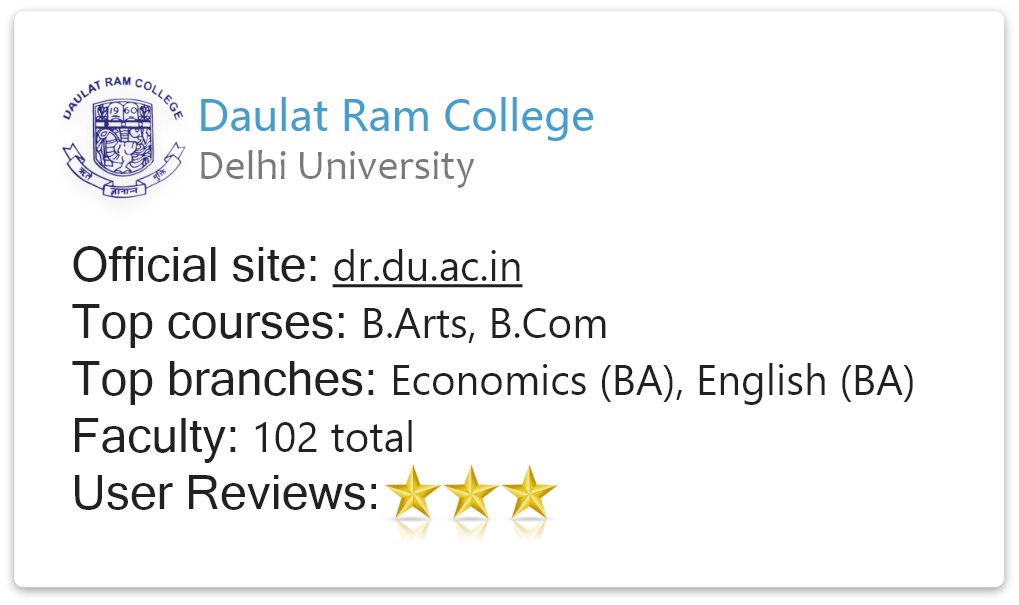 DAULAT RAM COLLEGE
1960
ऋते ज्ञानान्न मुक्ति
Daulat Ram College
Delhi University
Official site: dr.du.ac.in
Top courses: B.Arts, B.Com
Top branches: Economics (BA), English (BA)
Faculty: 102 total
User Reviews: